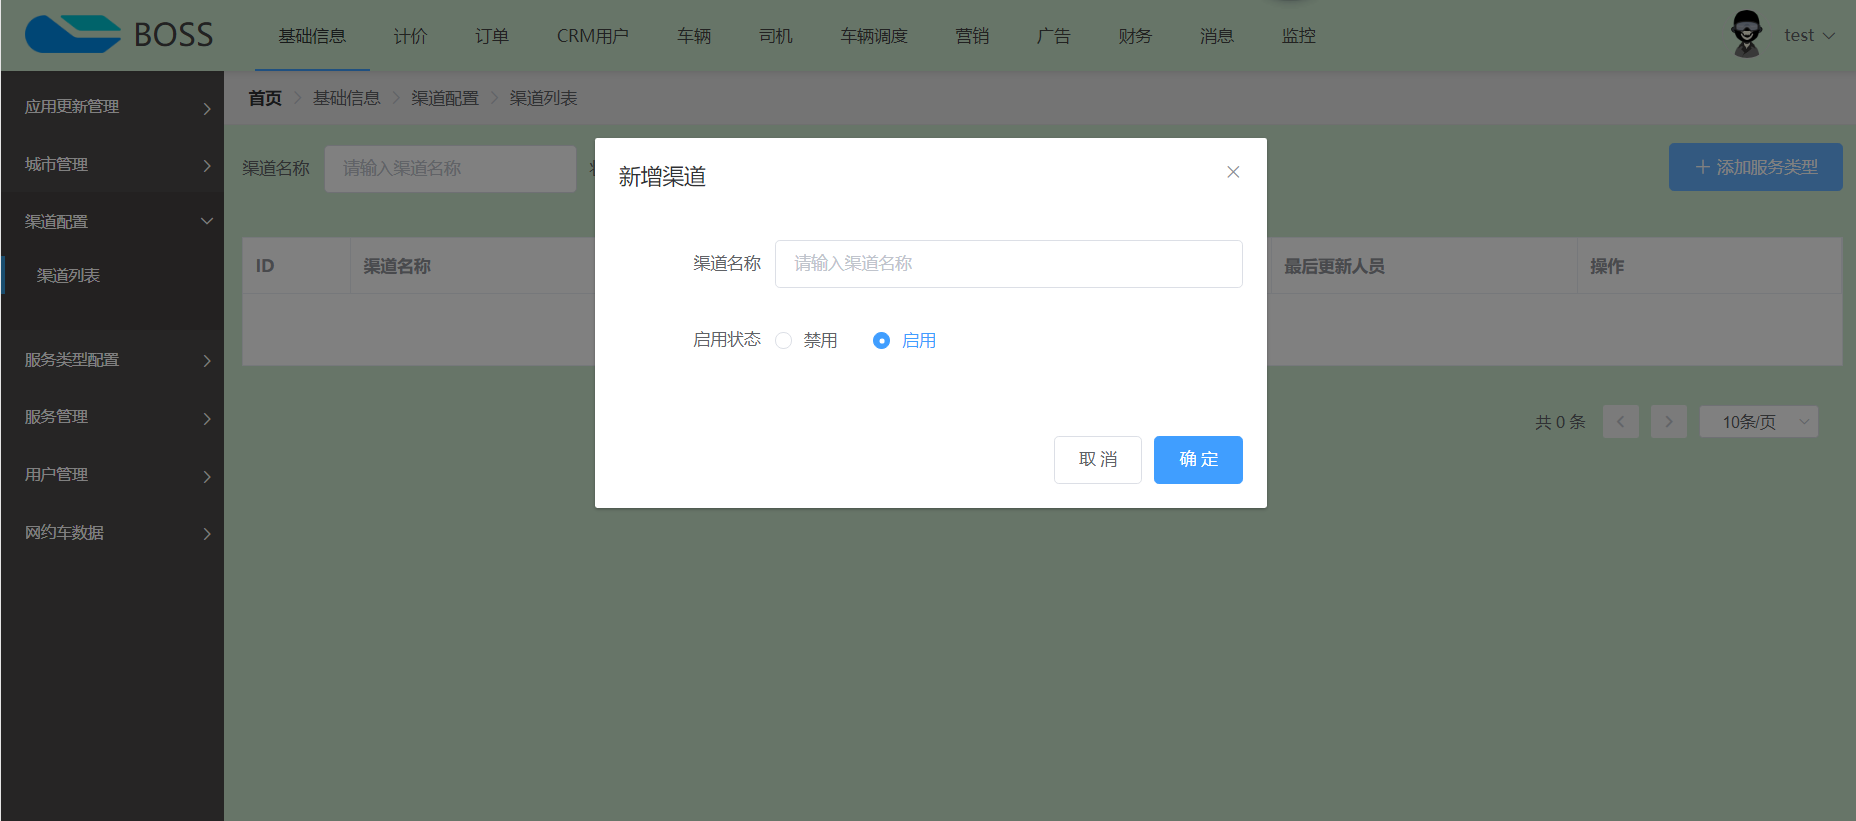 BOSS
基础信息 计价 订单 CRM用户 车辆 司机 车辆调度 营销 广告 财务 消息 监控
test
应用更新管理
城市管理
渠道配置
渠道列表
服务类型配置
服务管理
用户管理
网约车数据
首页 基础信息 渠道配置 渠道列表
渠道名称 请输入渠道名称
添加服务类型
ID 渠道名称 最后更新人员 操作
共 0 条 10条/页
新增渠道
渠道名称 请输入渠道名称
启用状态 禁用 启用
取 消 确 定